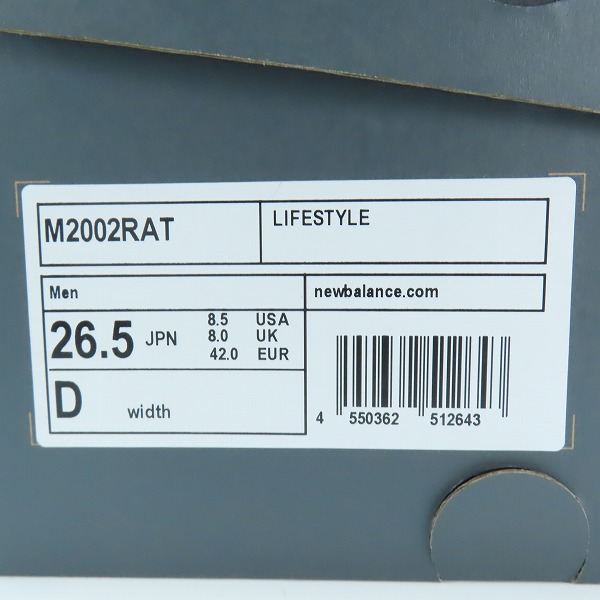 M2002RAT
LIFESTYLE
Men
newbalance.com
26.5 JPN
8.5 USA
8.0 UK
42.0 EUR
D width
4 550362 512643